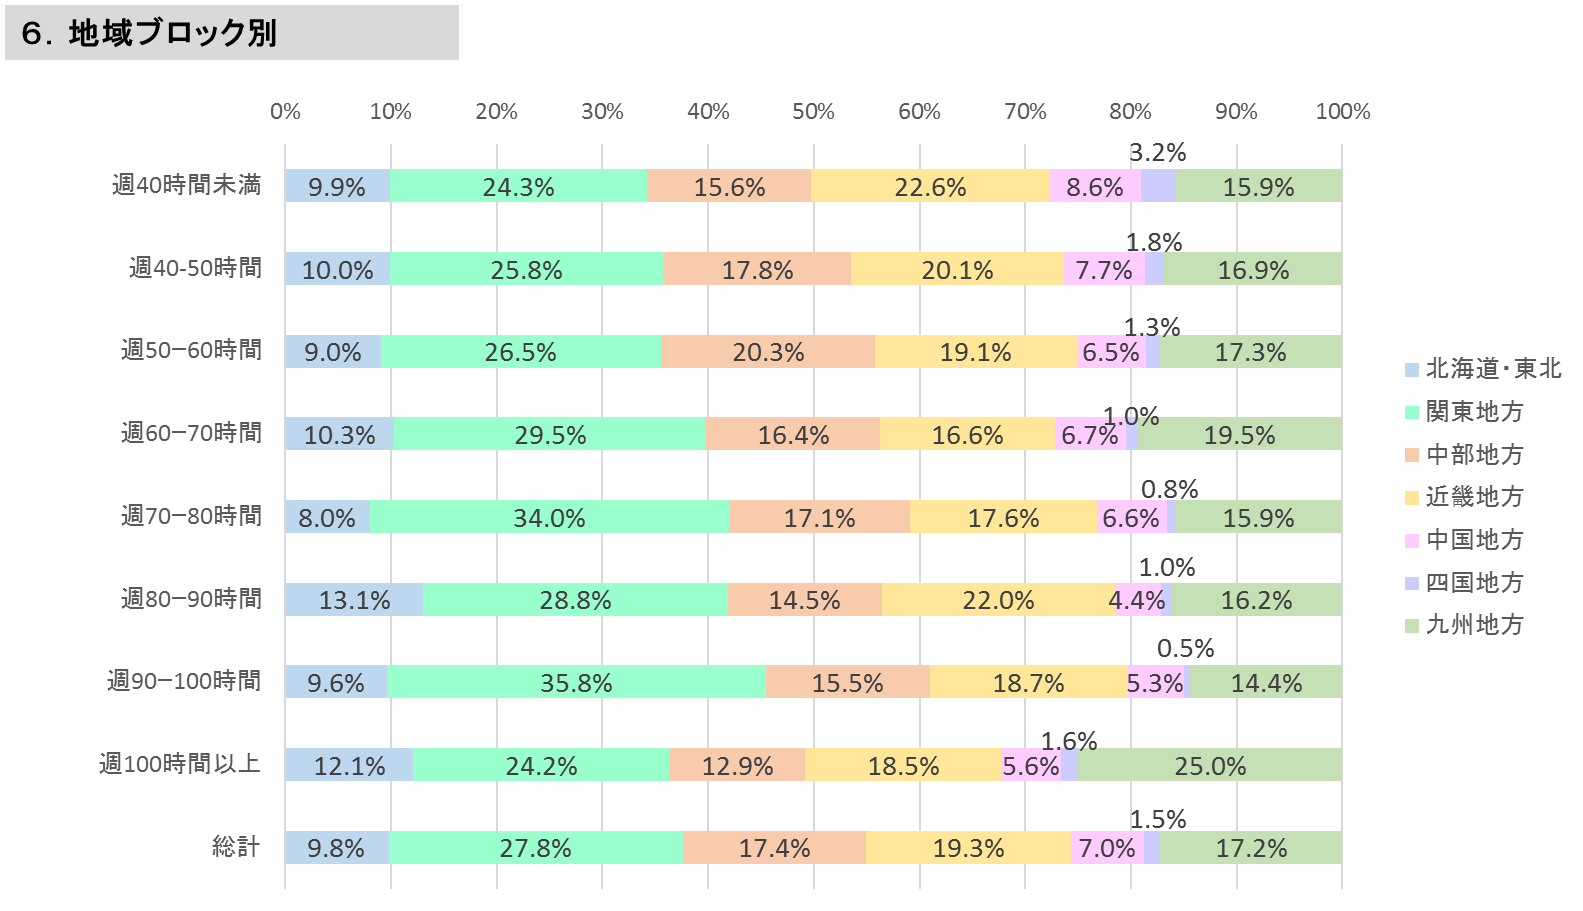 ６．地域ブロック別
0% 10% 20% 30% 40% 50% 60% 70% 80% 90% 100%
3.2%
週40時間未満 9.9% 24.3% 15.6% 22.6% 8.6% 15.9%
1.8%
週40-50時間 10.0% 25.8% 17.8% 20.1% 7.7% 16.9%
1.3%
週50－60時間 9.0% 26.5% 20.3% 19.1% 6.5% 17.3%
1.0%
週60－70時間 10.3% 29.5% 16.4% 16.6% 6.7% 19.5%
0.8%
週70－80時間 8.0% 34.0% 17.1% 17.6% 6.6% 15.9%
1.0%
週80－90時間 13.1% 28.8% 14.5% 22.0% 4.4% 16.2%
0.5%
週90－100時間 9.6% 35.8% 15.5% 18.7% 5.3% 14.4%
1.6%
週100時間以上 12.1% 24.2% 12.9% 18.5% 5.6% 25.0%
1.5%
総計 9.8% 27.8% 17.4% 19.3% 7.0% 17.2%
北海道・東北
関東地方
中部地方
近畿地方
中国地方
四国地方
九州地方